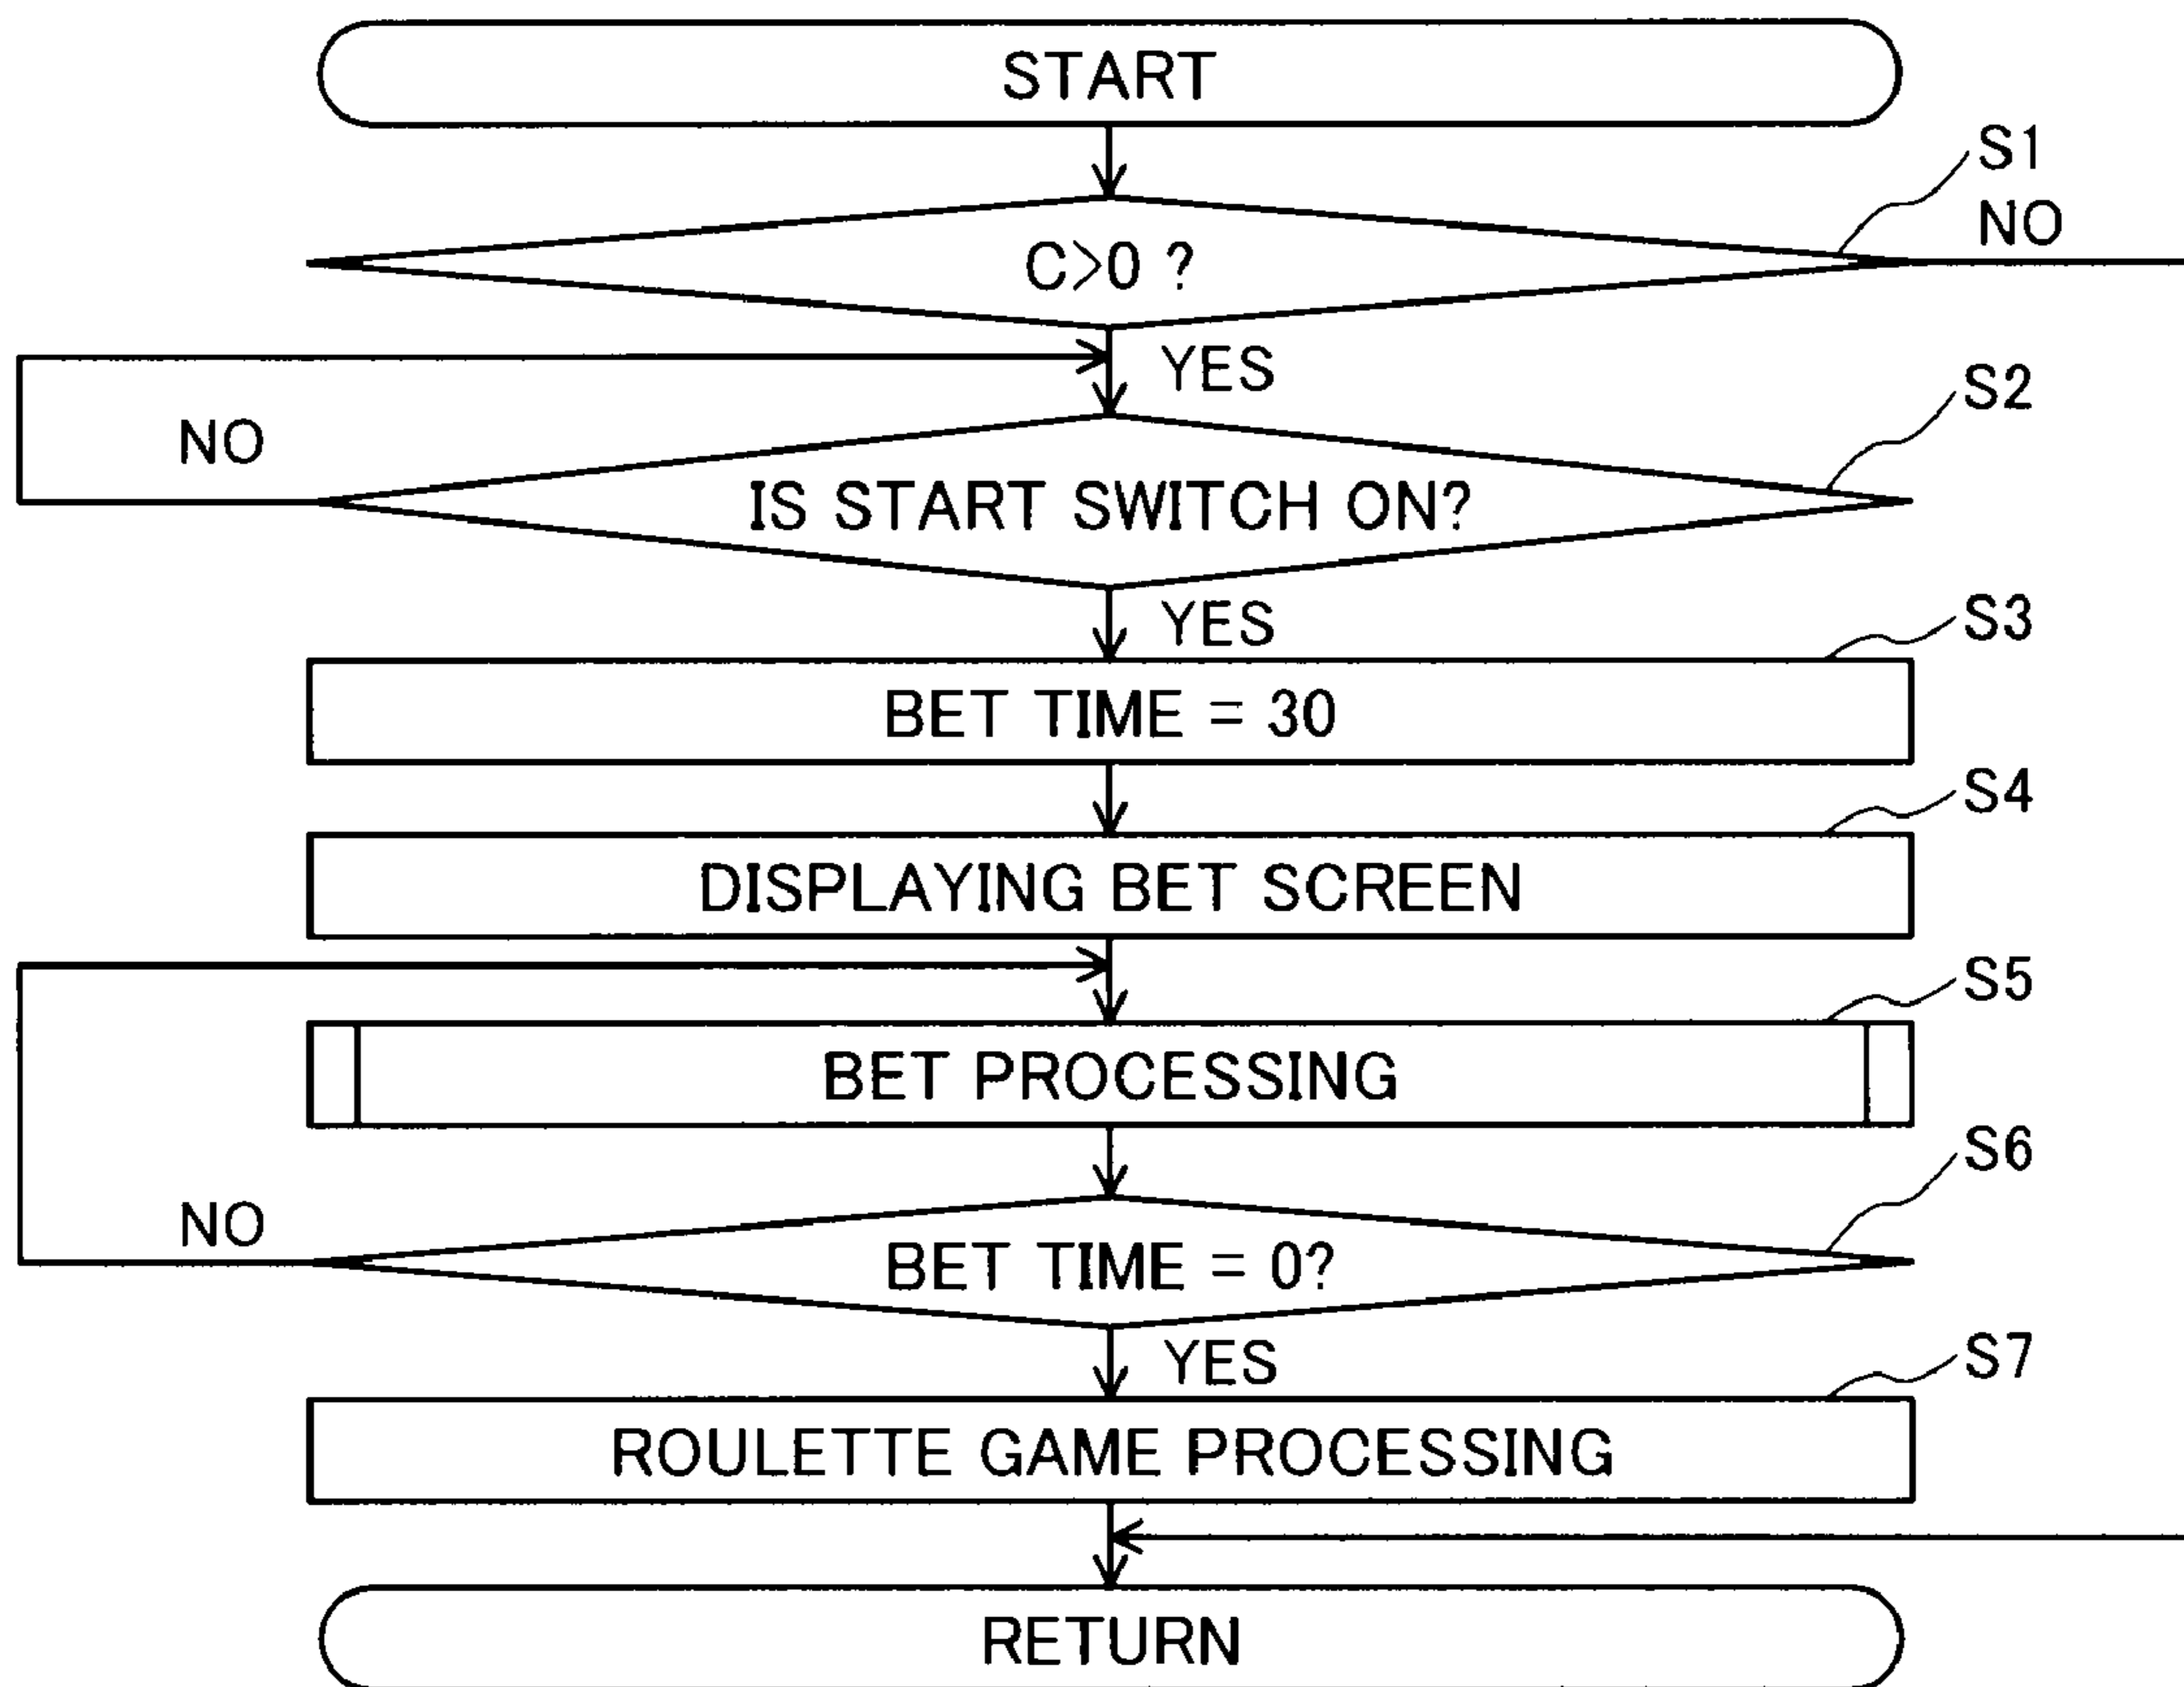 START
S1
NO
C>0 ?
YES
S2
NO
IS START SWITCH ON?
YES
S3
BET TIME = 30
S4
DISPLAYING BET SCREEN
S5
BET PROCESSING
S6
NO
BET TIME = 0?
YES
S7
ROULETTE GAME PROCESSING
RETURN